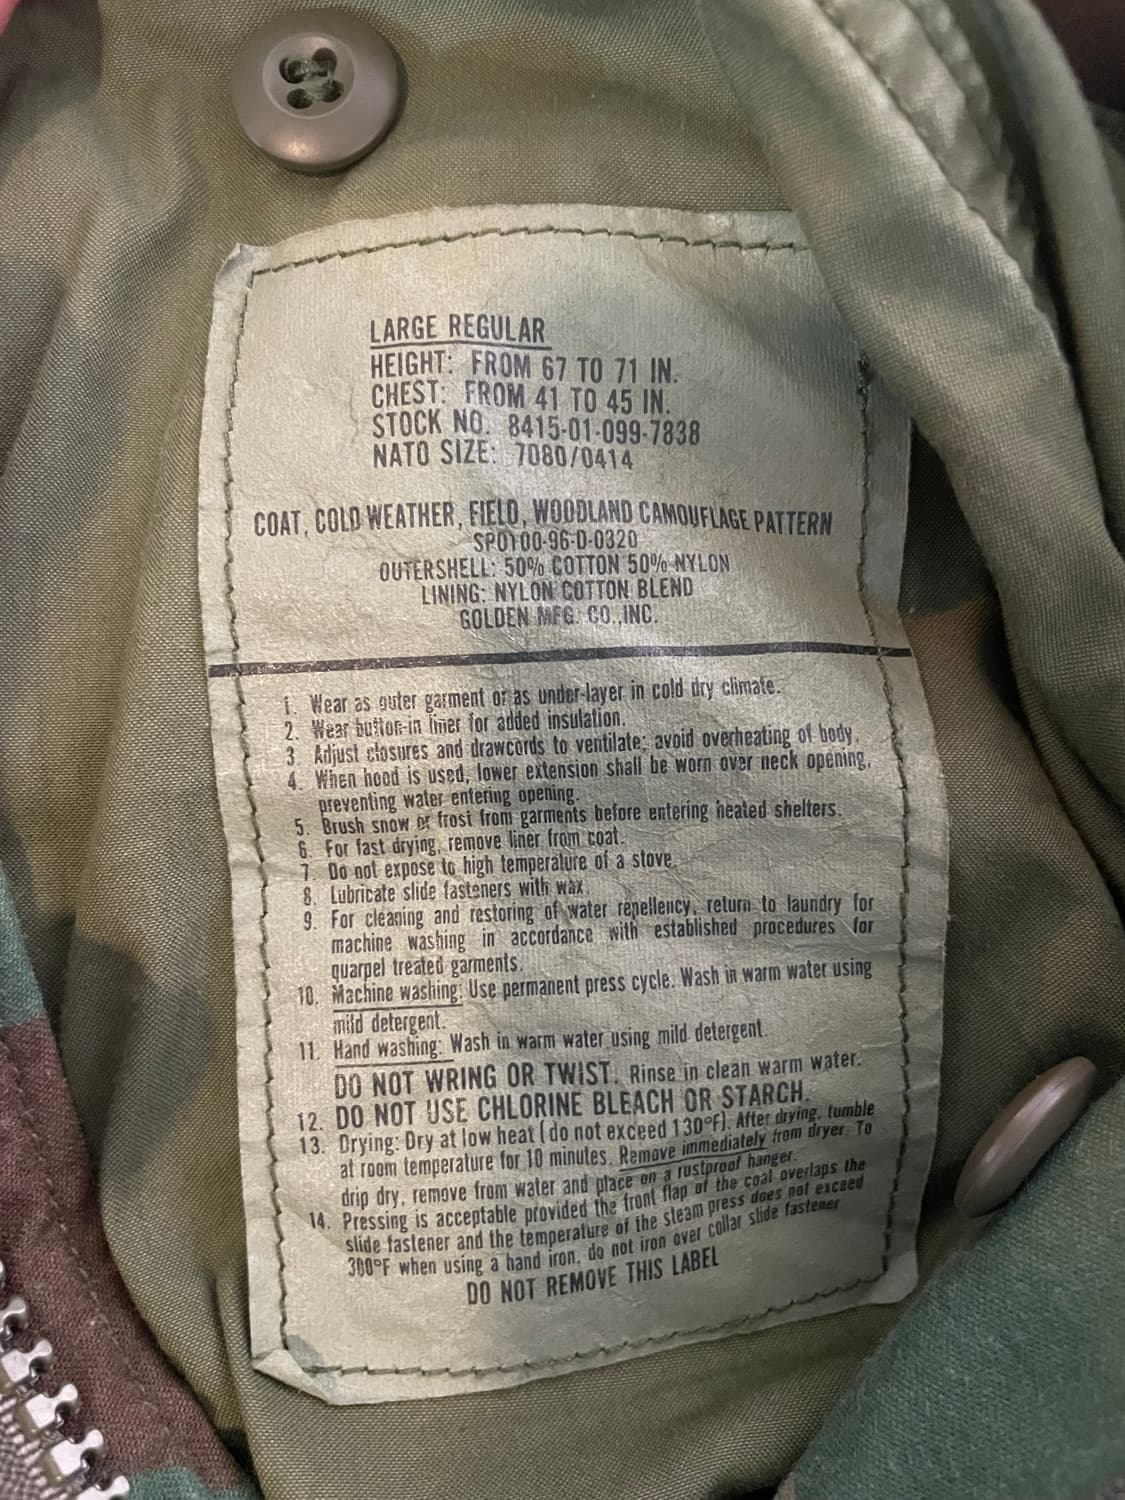 LARGE REGULAR
HEIGHT: FROM 67 TO 71 IN.
CHEST: FROM 41 TO 45 IN.
STOCK NO. 8415-01-099-7838
NATO SIZE: 7080/0414
COAT, COLD WEATHER, FIELD, WOODLAND CAMOUFLAGE PATTERN
SPO100-96-D-0320
OUTERSHELL: 50% COTTON 50% NYLON
LINING: NYLON COTTON BLEND
GOLDEN MFG. CO.,INC.
1. Wear as outer garment or as under-layer in cold dry climate.
2. Wear button-in liner for added insulation.
3. Adjust closures and drawcords to ventilate; avoid overheating of body.
4. When hood is used, lower extension shall be worn over neck opening,
preventing water entering opening.
5. Brush snow or frost from garments before entering heated shelters.
6. For fast drying, remove liner from coat.
7. Do not expose to high temperature of a stove.
8. Lubricate slide fasteners with wax.
9. For cleaning and restoring of water repellency, return to laundry for
machine washing in accordance with established procedures for
quarpel treated garments.
10. Machine washing: Use permanent press cycle. Wash in warm water using
mild detergent.
11. Hand washing: Wash in warm water using mild detergent.
DO NOT WRING OR TWIST. Rinse in clean warm water.
12. DO NOT USE CHLORINE BLEACH OR STARCH.
13. Drying: Dry at low heat (do not exceed 130°F). After drying, tumble
at room temperature for 10 minutes. Remove immediately from dryer. To
drip dry, remove from water and place on a rustproof hanger.
14. Pressing is acceptable provided the front flap of the coat overlaps the
slide fastener and the temperature of the steam press does not exceed
300°F when using a hand iron, do not iron over collar slide fastener
DO NOT REMOVE THIS LABEL